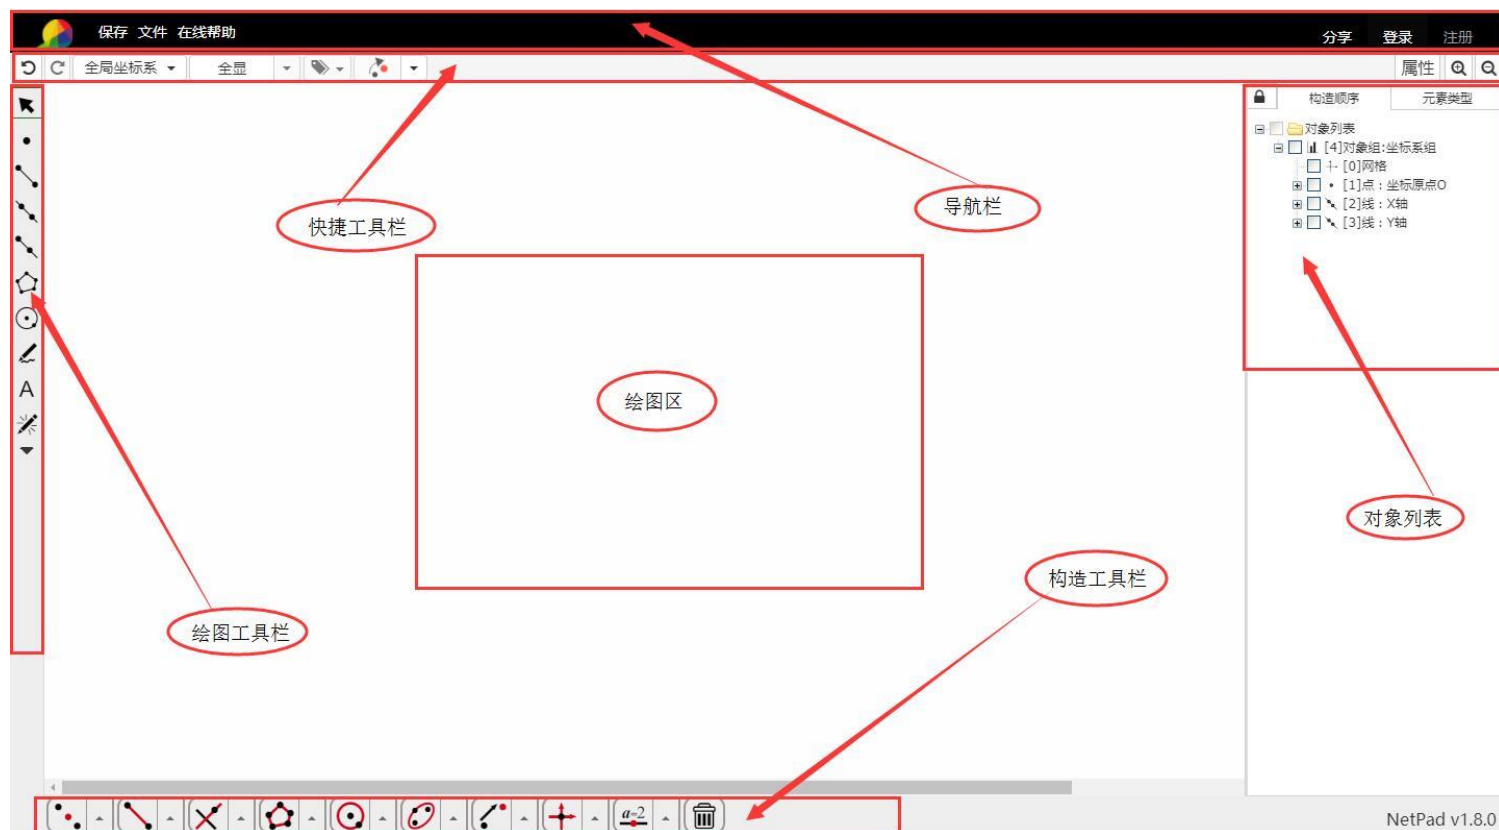 保存 文件 在线帮助
分享 登录 注册
全局坐标系 全显
属性
构造顺序 元素类型
对象列表
[4]对象组:坐标系组
[0]网格
[1]点：坐标原点O
[2]线：X轴
[3]线：Y轴
快捷工具栏
导航栏
绘图区
对象列表
构造工具栏
绘图工具栏
A
a=2
NetPad v1.8.0